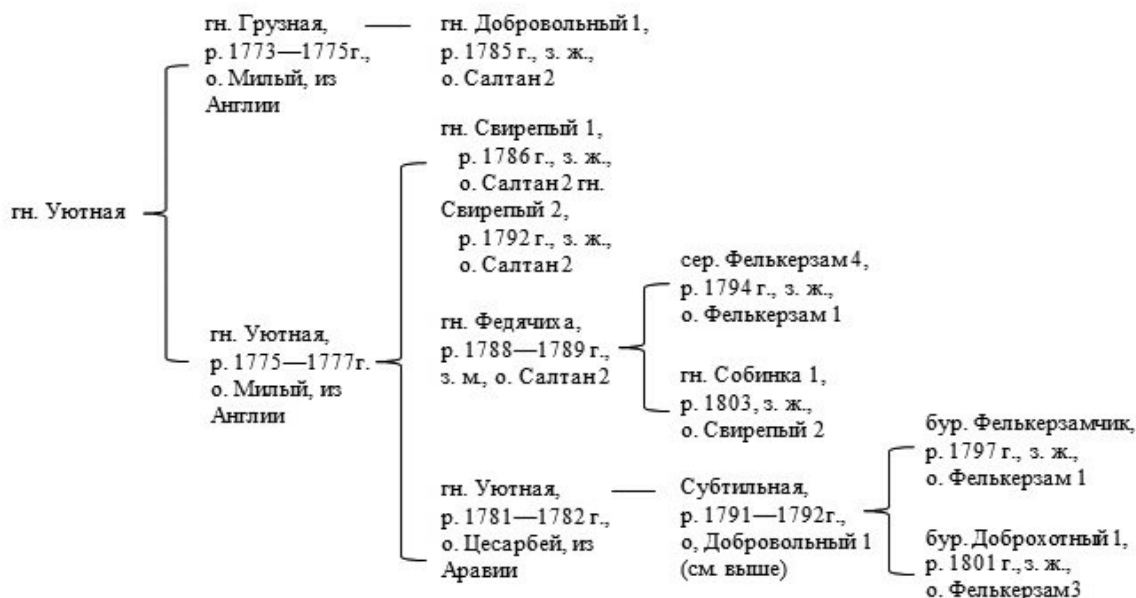 гн. Уютная
гн. Грузная,
р. 1773—1775г.,
о. Милый, из
Англии
гн. Добровольный 1,
р. 1785 г., з. ж.,
о. Салтан 2
гн. Уютная,
р. 1775—1777г.
о. Милый, из
Англии
гн. Свирепый 1,
р. 1786 г., з. ж.,
о. Салтан 2 гн.
Свирепый 2,
р. 1792 г., з. ж.,
о. Салтан 2
гн. Федячиха,
р. 1788—1789 г.,
з. м., о. Салтан 2
сер. Фелькерзам 4,
р. 1794 г., з. ж.,
о. Фелькерзам 1
гн. Собинка 1,
р. 1803, з. ж.,
о. Свирепый 2
гн. Уютная,
р. 1781—1782 г.,
о. Цесарбей, из
Аравии
Субтильная,
р. 1791—1792г.,
о, Добровольный 1
(см. выше)
бур. Фелькерзамчик,
р. 1797 г., з. ж.,
о. Фелькерзам 1
бур. Доброхотный 1,
р. 1801 г., з. ж.,
о. Фелькерзам 3